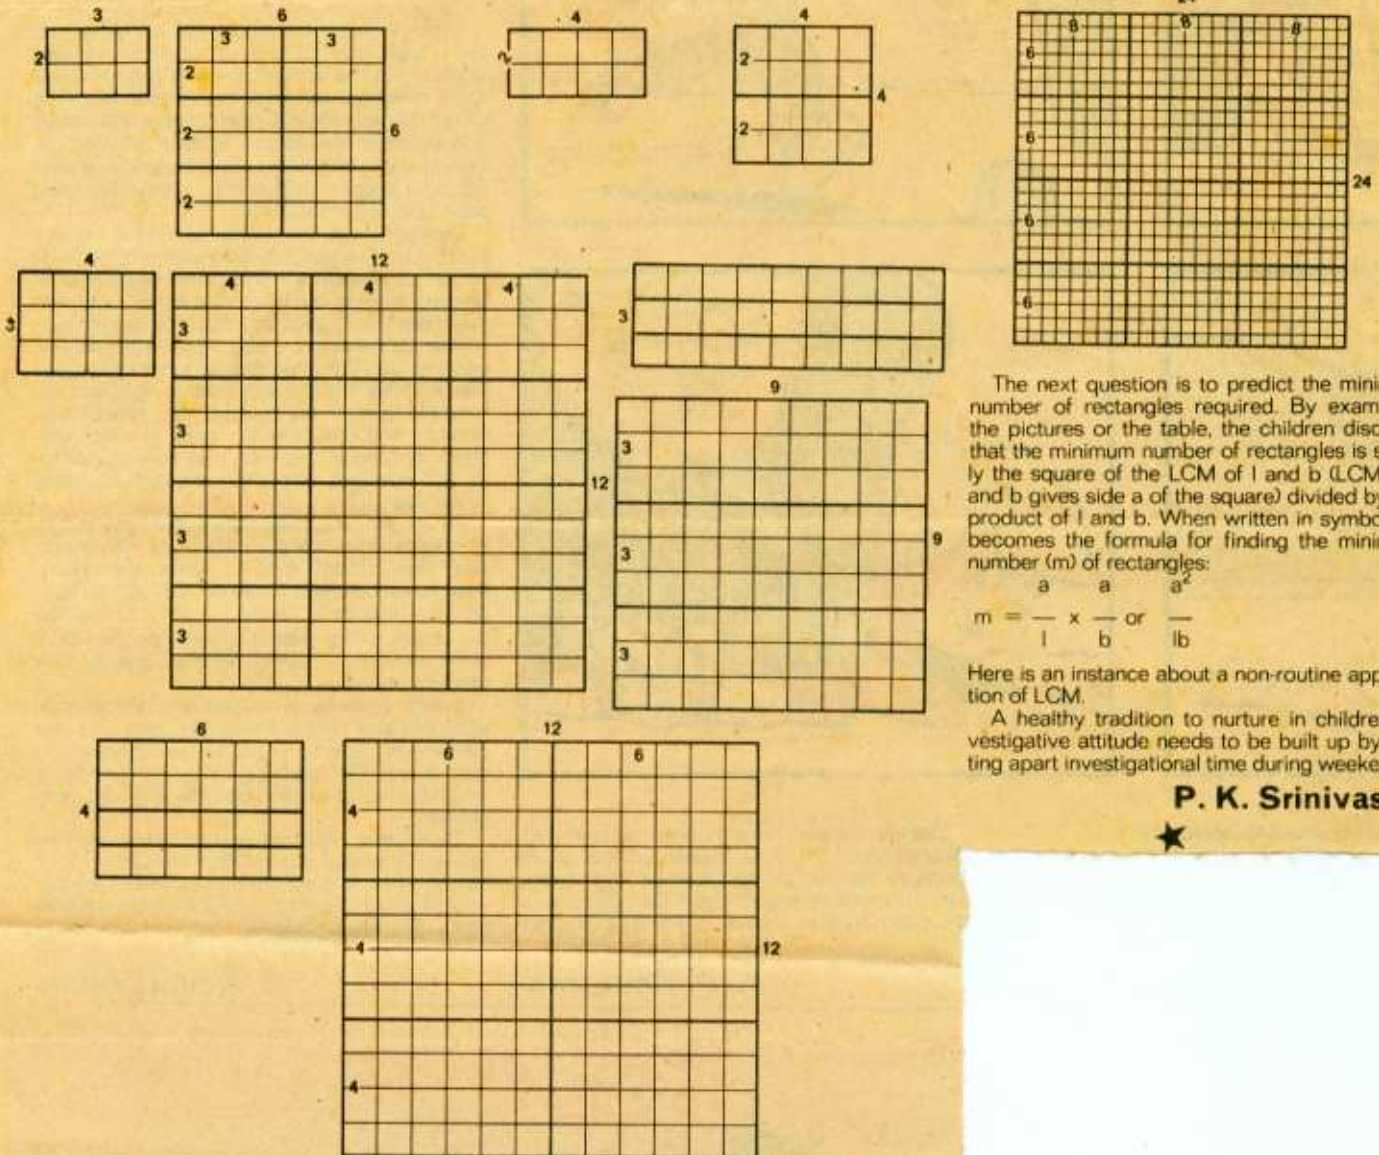 3
2
6
3 3
2
2
2
6
4
2
4
2
2
4
8 8 8
6
6
6
6
24
4
3
12
4 4 4
3
3
3
3
12
3
9
3
3
3
9
6
4
12
6 6
4
4
4
12
The next question is to predict the mini
number of rectangles required. By exam
the pictures or the table, the children disc
that the minimum number of rectangles is s
ly the square of the LCM of l and b (LCM
and b gives side a of the square) divided by
product of l and b. When written in symbo
becomes the formula for finding the mini
number (m) of rectangles:
a a a²
m = — x — or —
l b lb
Here is an instance about a non-routine app
tion of LCM.
A healthy tradition to nurture in childre
vestigative attitude needs to be built up by
ting apart investigational time during weeke
P. K. Srinivas